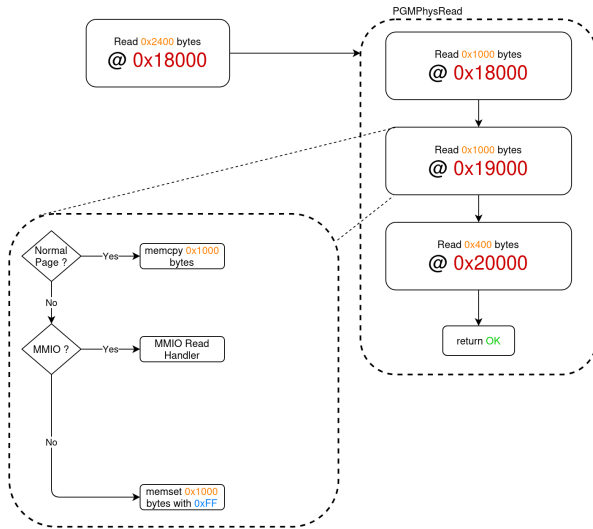 PGMPhysRead
Read 0x2400 bytes
@ 0x18000
Read 0x1000 bytes
@ 0x18000
Read 0x1000 bytes
@ 0x19000
Read 0x400 bytes
@ 0x20000
return OK
Normal
Page ?
Yes
memcpy 0x1000
bytes
No
MMIO ?
Yes
MMIO Read
Handler
No
memset 0x1000
bytes with 0xFF